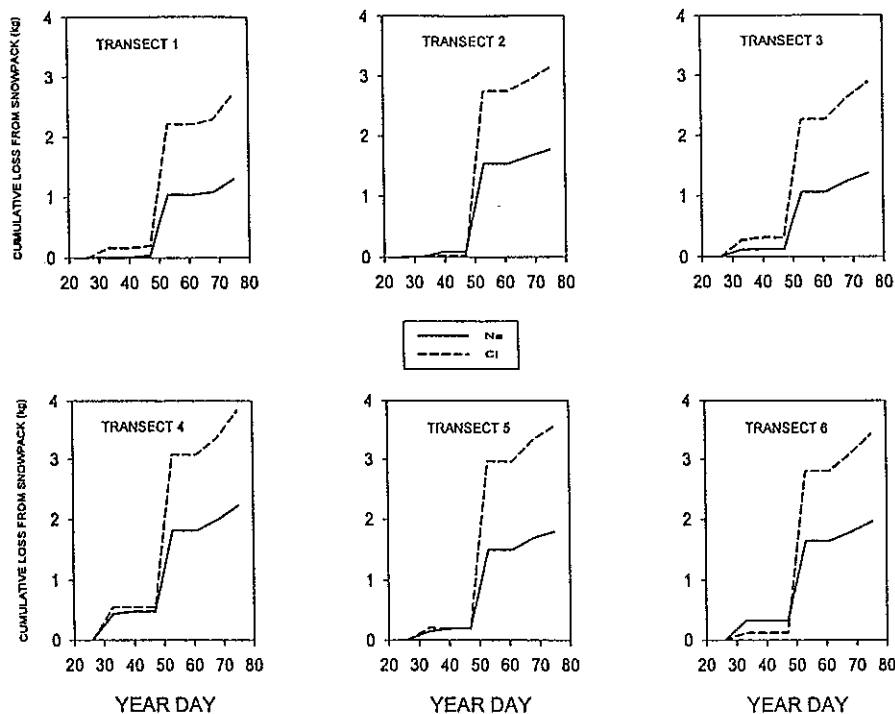 CUMULATIVE LOSS FROM SNOWPACK (kg)
4
3
2
1
0
TRANSECT 1
20 30 40 50 60 70 80
4
3
2
1
0
TRANSECT 2
20 30 40 50 60 70 80
4
3
2
1
0
TRANSECT 3
20 30 40 50 60 70 80
Na
Cl
CUMULATIVE LOSS FROM SNOWPACK (kg)
4
3
2
1
0
TRANSECT 4
20 30 40 50 60 70 80
YEAR DAY
4
3
2
1
0
TRANSECT 5
20 30 40 50 60 70 80
YEAR DAY
4
3
2
1
0
TRANSECT 6
20 30 40 50 60 70 80
YEAR DAY